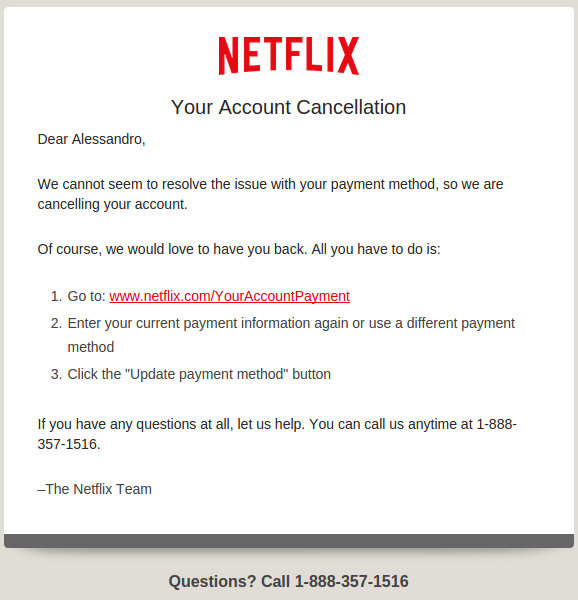 NETFLIX
Your Account Cancellation
Dear Alessandro,
We cannot seem to resolve the issue with your payment method, so we are
cancelling your account.
Of course, we would love to have you back. All you have to do is:
1. Go to: www.netflix.com/YourAccountPayment
2. Enter your current payment information again or use a different payment
method
3. Click the "Update payment method" button
If you have any questions at all, let us help. You can call us anytime at 1-888-
357-1516.
–The Netflix Team
Questions? Call 1-888-357-1516